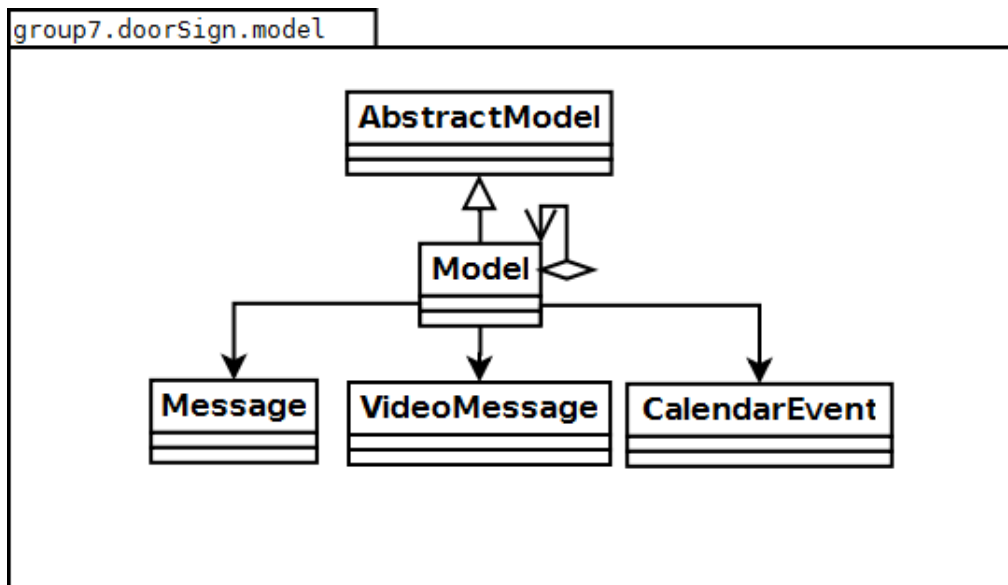 group7.doorSign.model
AbstractModel
Model
Message
VideoMessage
CalendarEvent